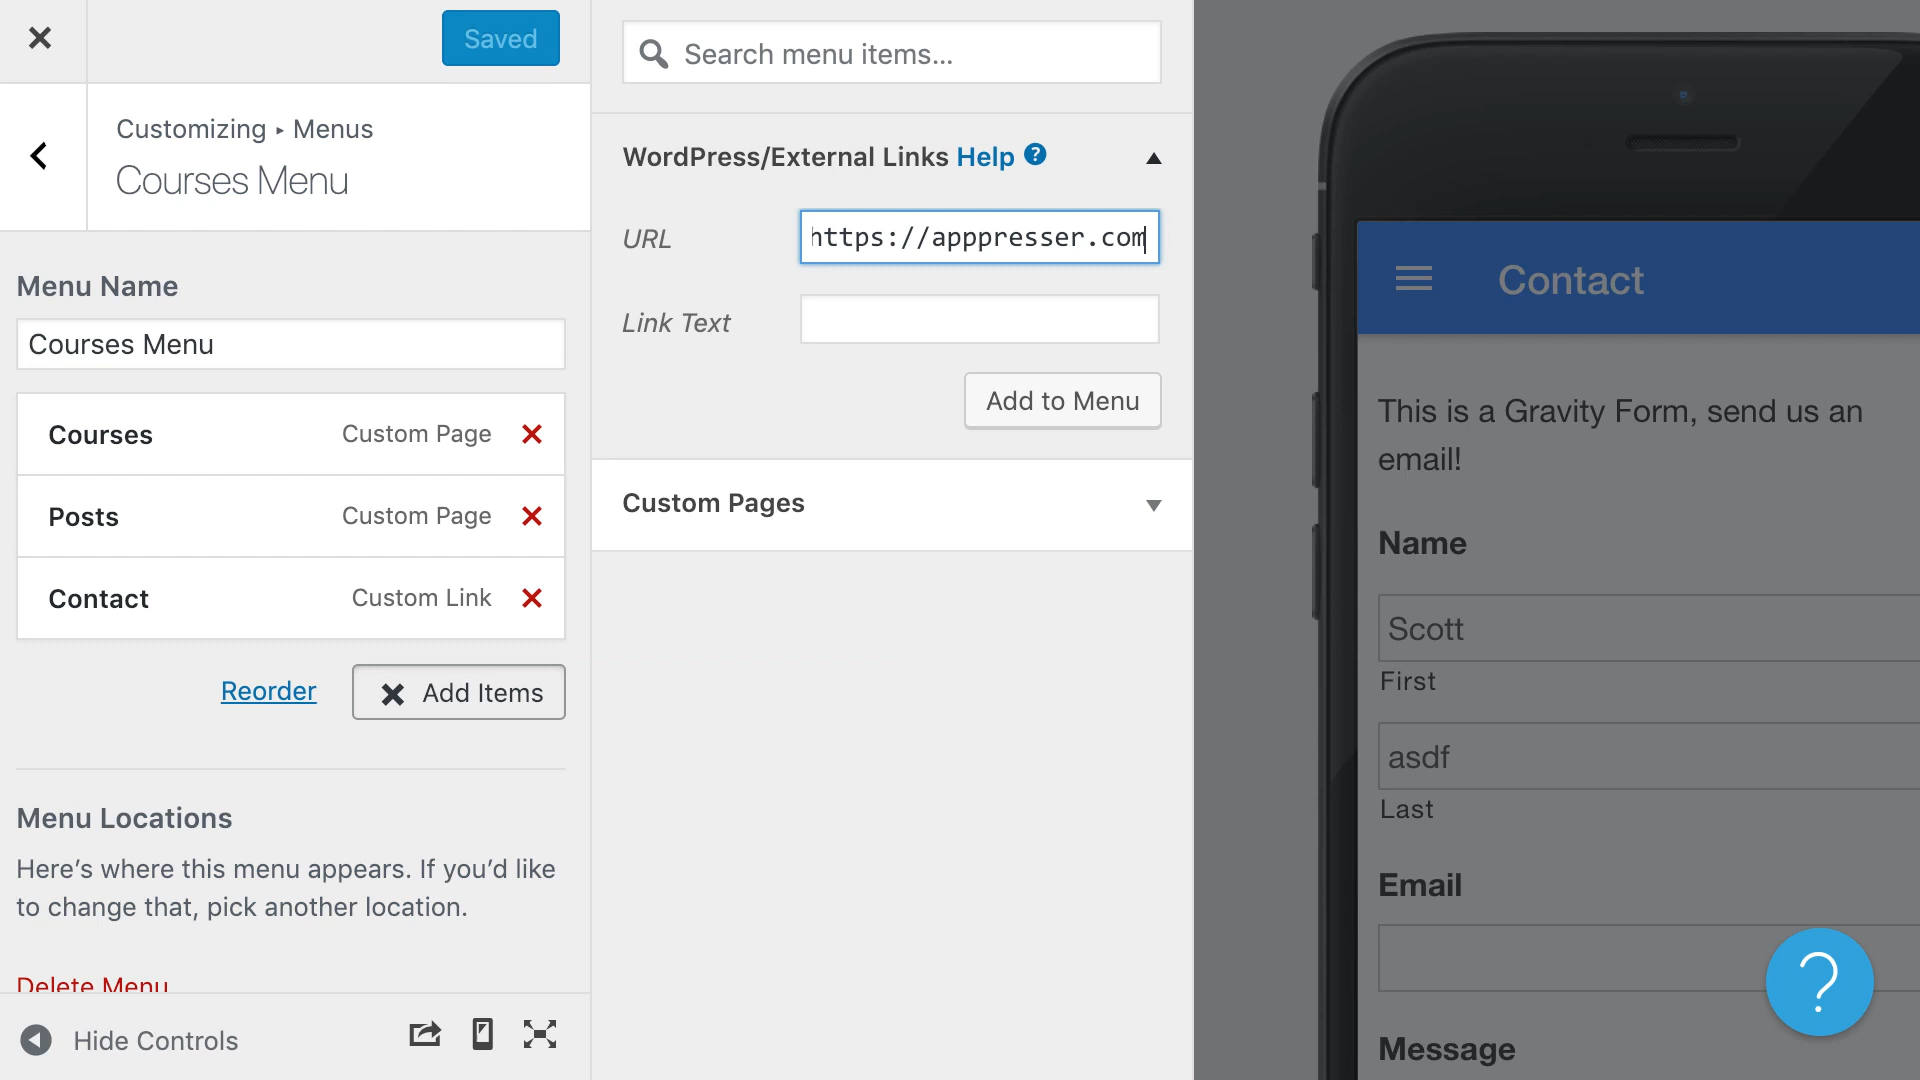 Saved
Customizing ▸ Menus
Courses Menu
Menu Name
Courses Menu
Courses Custom Page
Posts Custom Page
Contact Custom Link
Reorder
Add Items
Menu Locations
Here’s where this menu appears. If you’d like
to change that, pick another location.
Delete Menu
Hide Controls
Search menu items...
WordPress/External Links Help ?
URL https://apppresser.com
Link Text
Add to Menu
Custom Pages
Contact
This is a Gravity Form, send us an
email!
Name
Scott
First
asdf
Last
Email
Message
?